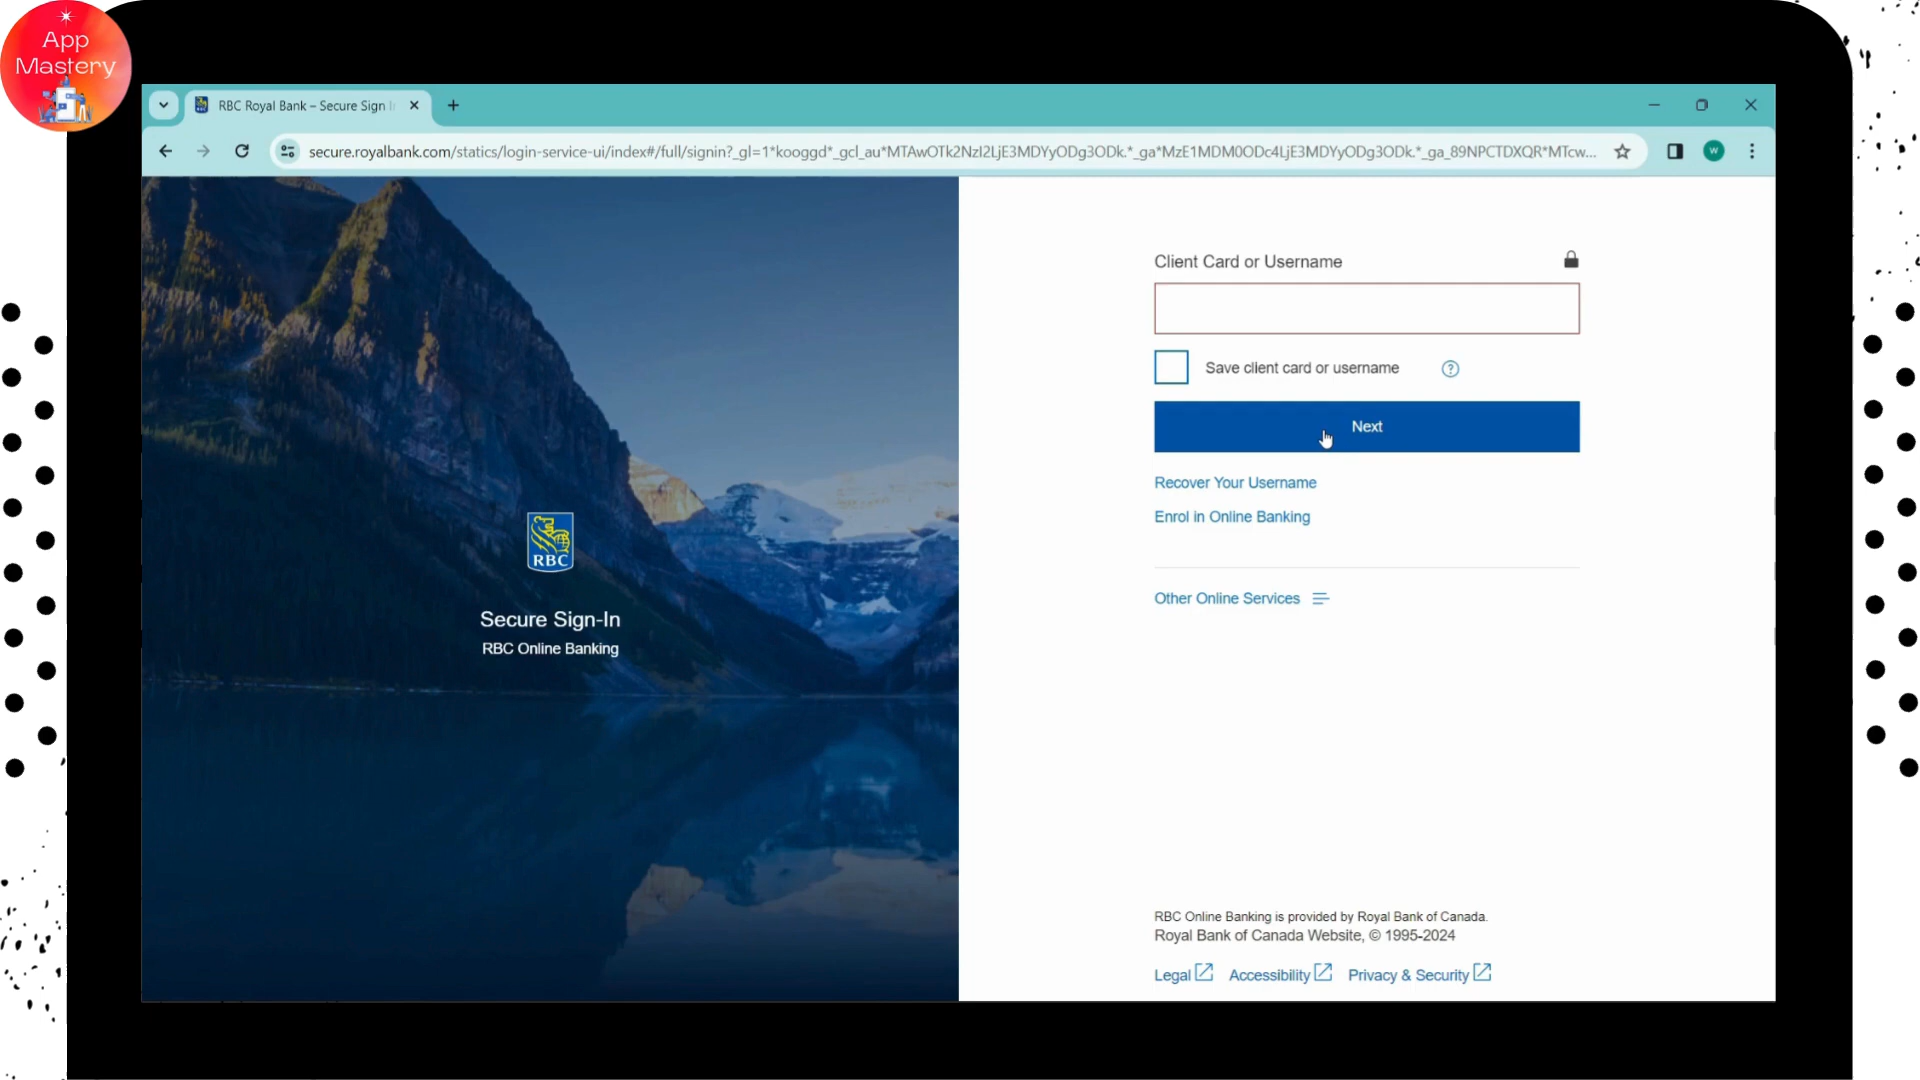 App
Mastery
RBC Royal Bank – Secure Sign
secure.royalbank.com/statics/login-service-ui/index#/full/signin?_gl=1*kooggd*_gcl_au*MTAwOTk2NzI2LjE3MDYyODg3ODk.*_ga*MzE1MDM0ODc4LjE3MDYyODg3ODk.*_ga_89NPCTDXQR*MTcw...
W
Client Card or Username
Save client card or username
?
Next
Recover Your Username
Enrol in Online Banking
Other Online Services
RBC
Secure Sign-In
RBC Online Banking
RBC Online Banking is provided by Royal Bank of Canada.
Royal Bank of Canada Website, © 1995-2024
Legal Accessibility Privacy & Security